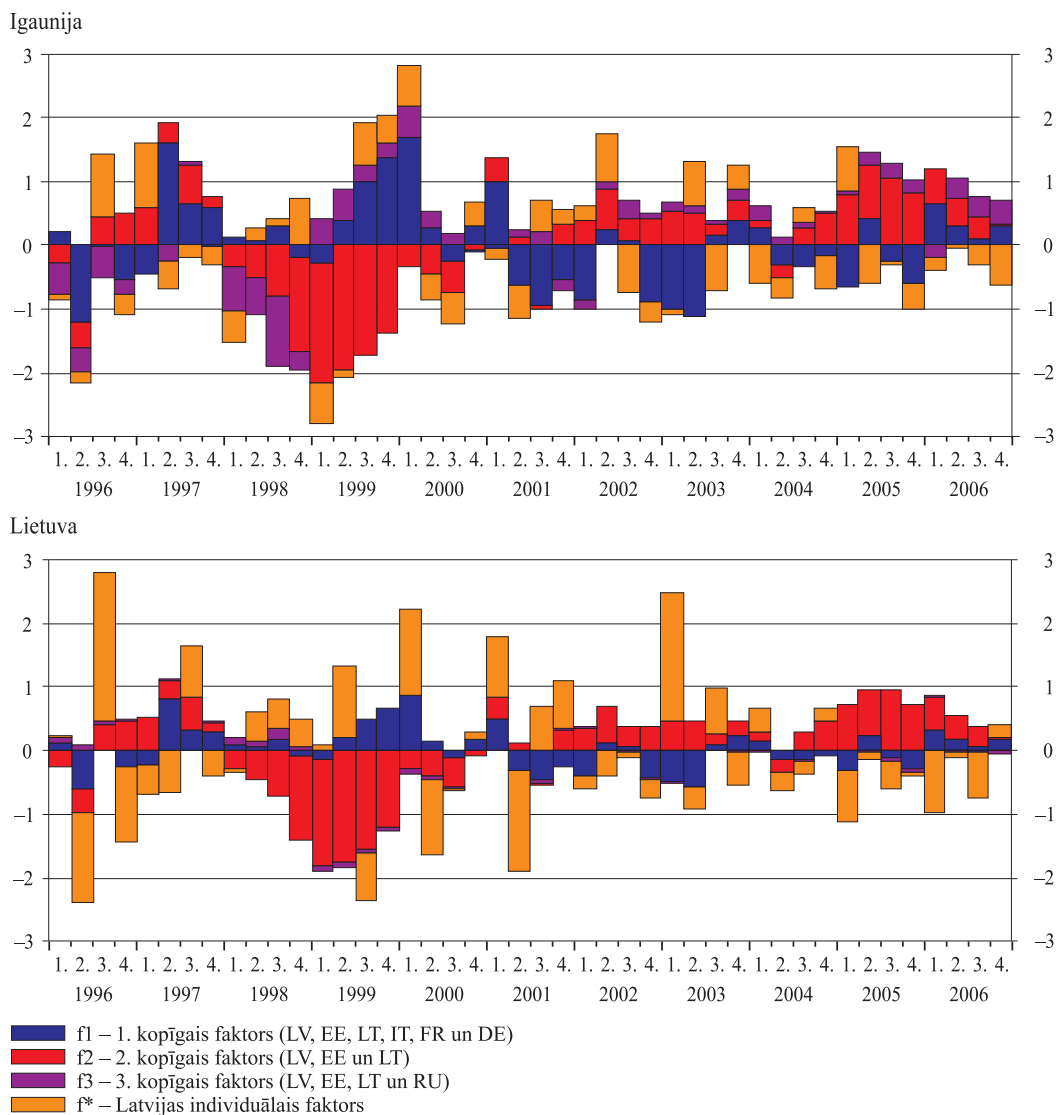 Igaunija
3 3
2 2
1 1
0 0
–1 –1
–2 –2
–3 –3
1. 2. 3. 4. 1. 2. 3. 4. 1. 2. 3. 4. 1. 2. 3. 4. 1. 2. 3. 4. 1. 2. 3. 4. 1. 2. 3. 4. 1. 2. 3. 4. 1. 2. 3. 4. 1. 2. 3. 4. 1. 2. 3. 4.
1996 1997 1998 1999 2000 2001 2002 2003 2004 2005 2006
Lietuva
3 3
2 2
1 1
0 0
–1 –1
–2 –2
–3 –3
1. 2. 3. 4. 1. 2. 3. 4. 1. 2. 3. 4. 1. 2. 3. 4. 1. 2. 3. 4. 1. 2. 3. 4. 1. 2. 3. 4. 1. 2. 3. 4. 1. 2. 3. 4. 1. 2. 3. 4. 1. 2. 3. 4.
1996 1997 1998 1999 2000 2001 2002 2003 2004 2005 2006
f1 – 1. kopīgais faktors (LV, EE, LT, IT, FR un DE)
f2 – 2. kopīgais faktors (LV, EE un LT)
f3 – 3. kopīgais faktors (LV, EE, LT un RU)
f* – Latvijas individuālais faktors